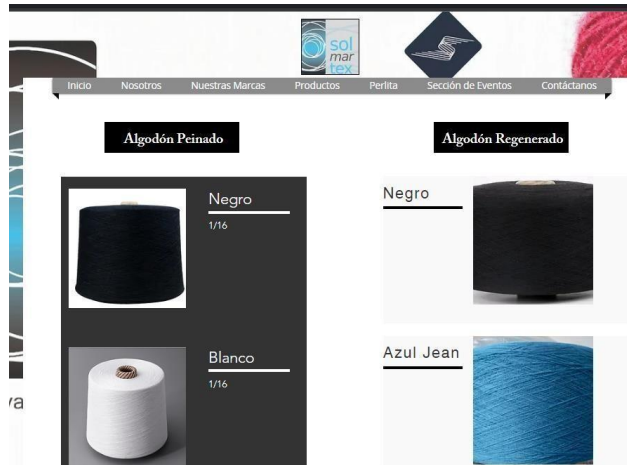 sol
mar
tex
Inicio Nosotros Nuestras Marcas Productos Perlita Sección de Eventos Contáctanos
Algodón Peinado
Algodón Regenerado
Negro
1/16
Negro
Blanco
1/16
Azul Jean